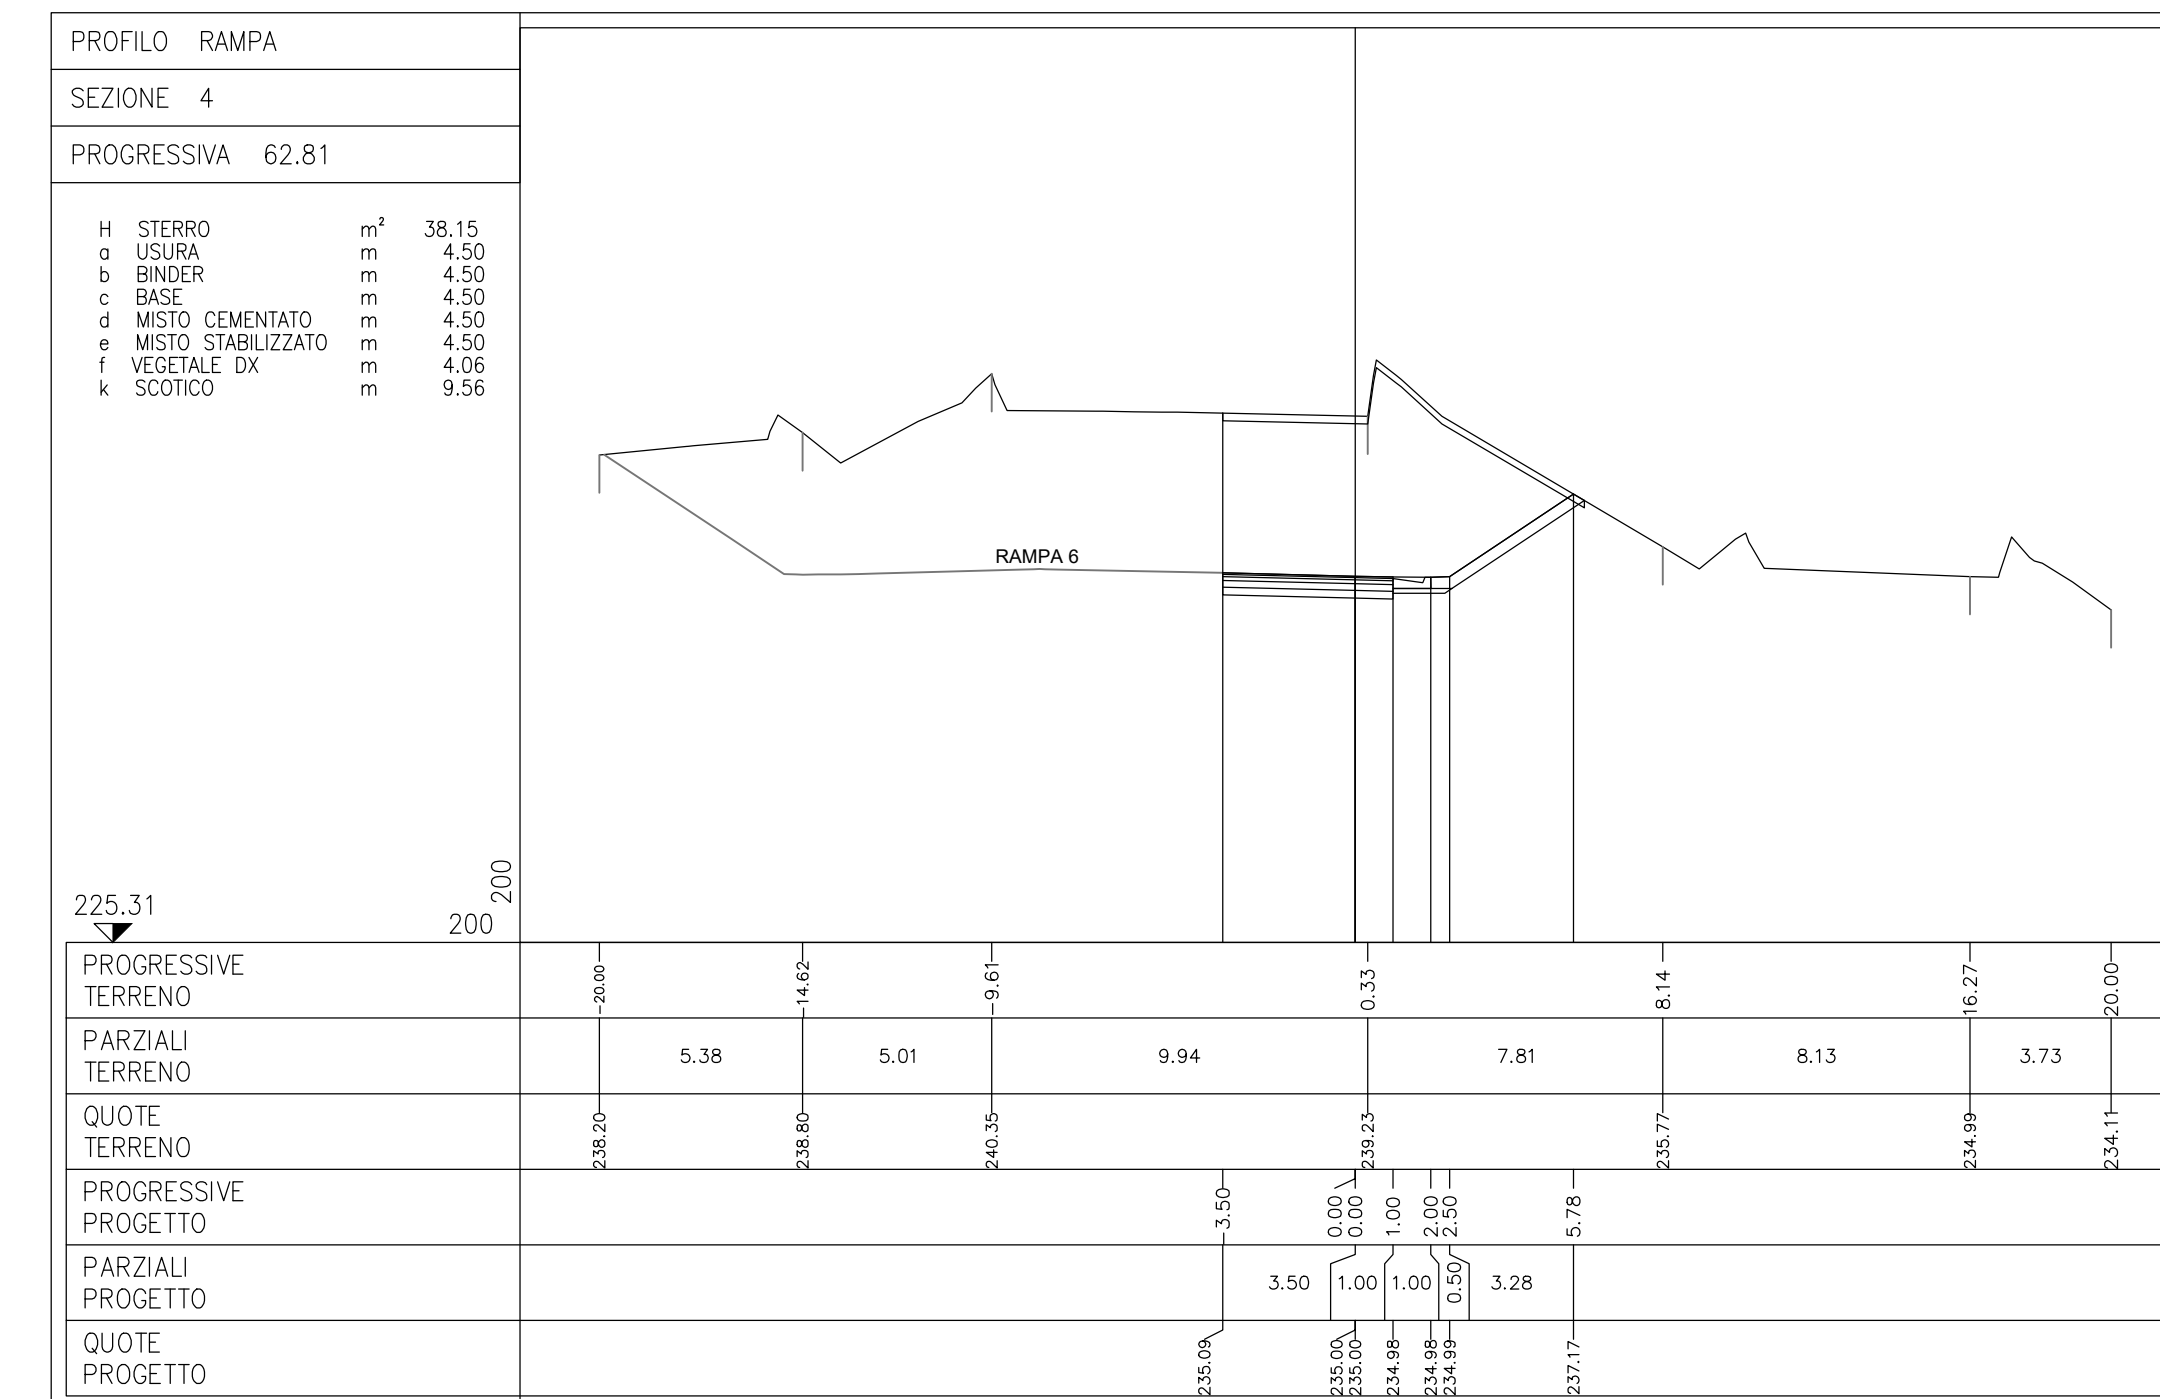 PROFILO RAMPA
SEZIONE 4
PROGRESSIVA 62.81
H STERRO m² 38.15
a USURA m 4.50
b BINDER m 4.50
c BASE m 4.50
d MISTO CEMENTATO m 4.50
e MISTO STABILIZZATO m 4.50
f VEGETALE DX m 4.06
k SCOTICO m 9.56
RAMPA 6
225.31
200
200
PROGRESSIVE
TERRENO
-20.00 -14.62 -9.61 0.33 8.14 16.27 20.00
PARZIALI
TERRENO
5.38 5.01 9.94 7.81 8.13 3.73
QUOTE
TERRENO
238.20 238.80 240.35 239.23 235.77 234.99 234.11
PROGRESSIVE
PROGETTO
-3.50 0.00 0.00 1.00 2.00 2.50 5.78
PARZIALI
PROGETTO
3.50 1.00 1.00 0.50 3.28
QUOTE
PROGETTO
235.09 235.00 235.00 234.98 234.98 234.99 237.17